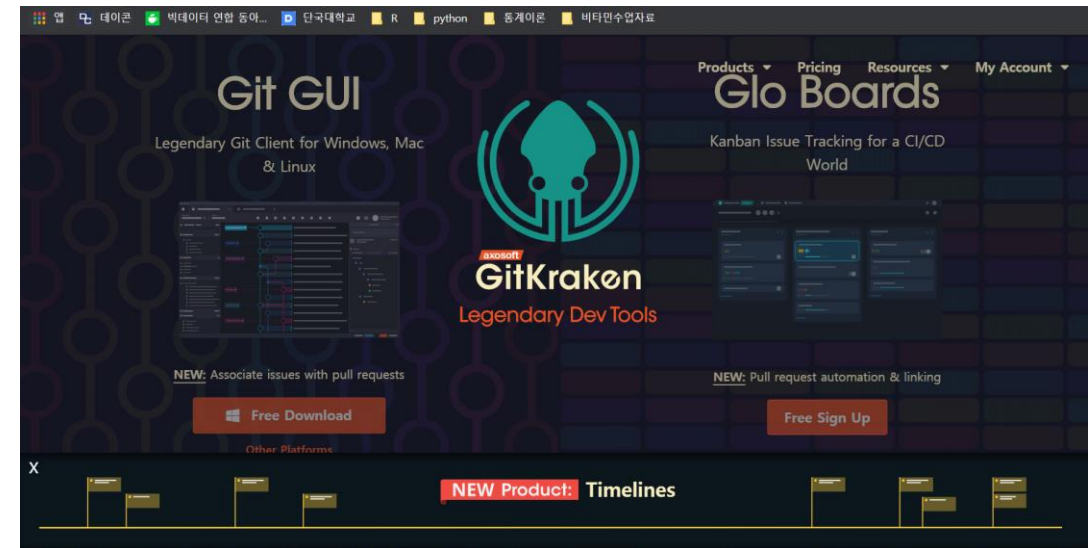 앱 데이콘 빅데이터 연합 동아... 단국대학교 R python 통계이론 비타민수업자료
Products Pricing Resources My Account
Git GUI
Legendary Git Client for Windows, Mac
& Linux
NEW: Associate issues with pull requests
Free Download
Other Platforms
axosoft
GitKraken
Legendary Dev Tools
Glo Boards
Kanban Issue Tracking for a CI/CD
World
NEW: Pull request automation & linking
Free Sign Up
X
NEW Product: Timelines